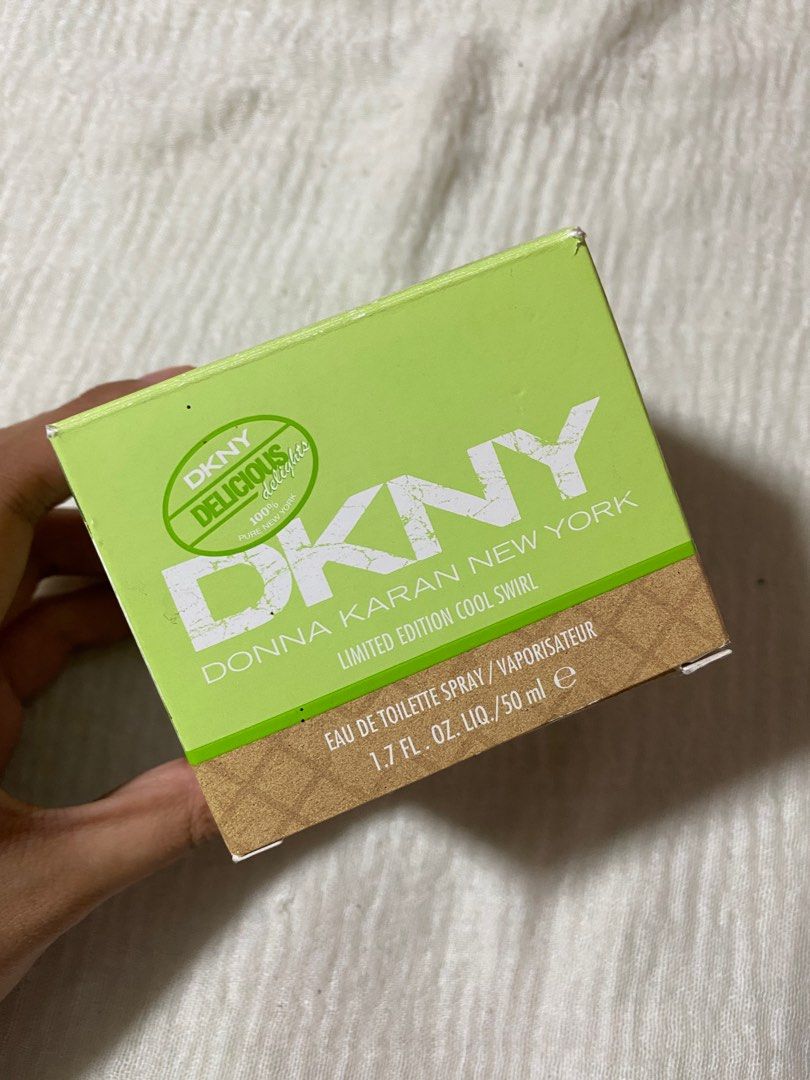 DKNY
DELICIOUS
delights
100%
PURE NEW YORK
DKNY
DONNA KARAN NEW YORK
LIMITED EDITION COOL SWIRL
EAU DE TOILETTE SPRAY / VAPORISATEUR
1.7 FL . OZ. LIQ./50 ml ℮